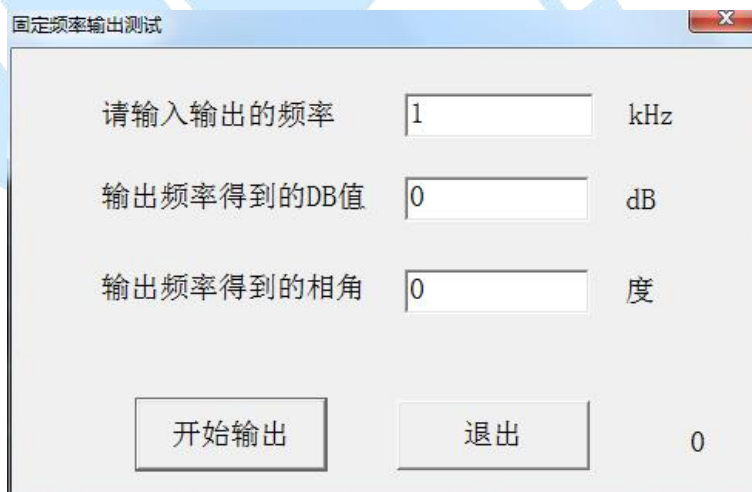 固定频率输出测试
请输入输出的频率 1 kHz
输出频率得到的DB值 0 dB
输出频率得到的相角 0 度
开始输出 退出 0